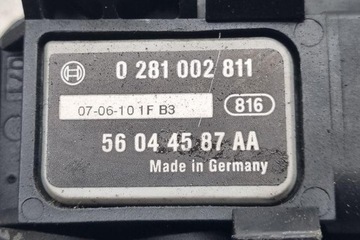 0 281 002 811
07-06-10 1F B3
816
56 04 45 87 AA
Made in Germany